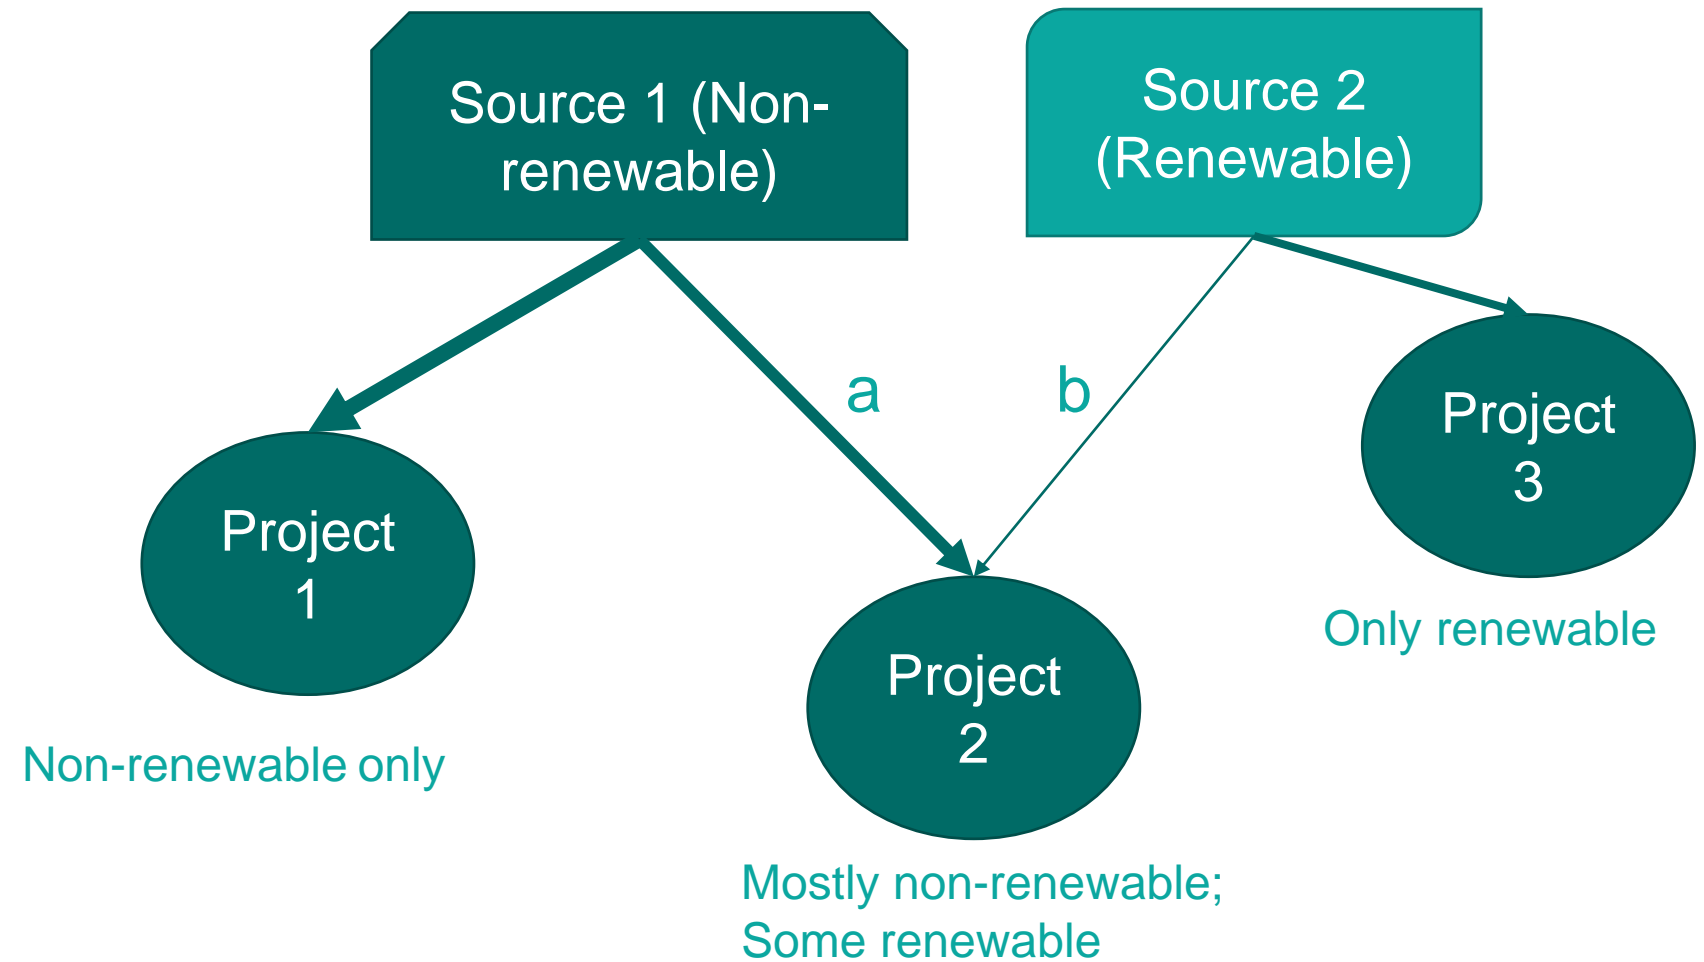 Source 1 (Non-
renewable)
Source 2
(Renewable)
a
b
Project
1
Project
2
Project
3
Non-renewable only
Mostly non-renewable;
Some renewable
Only renewable